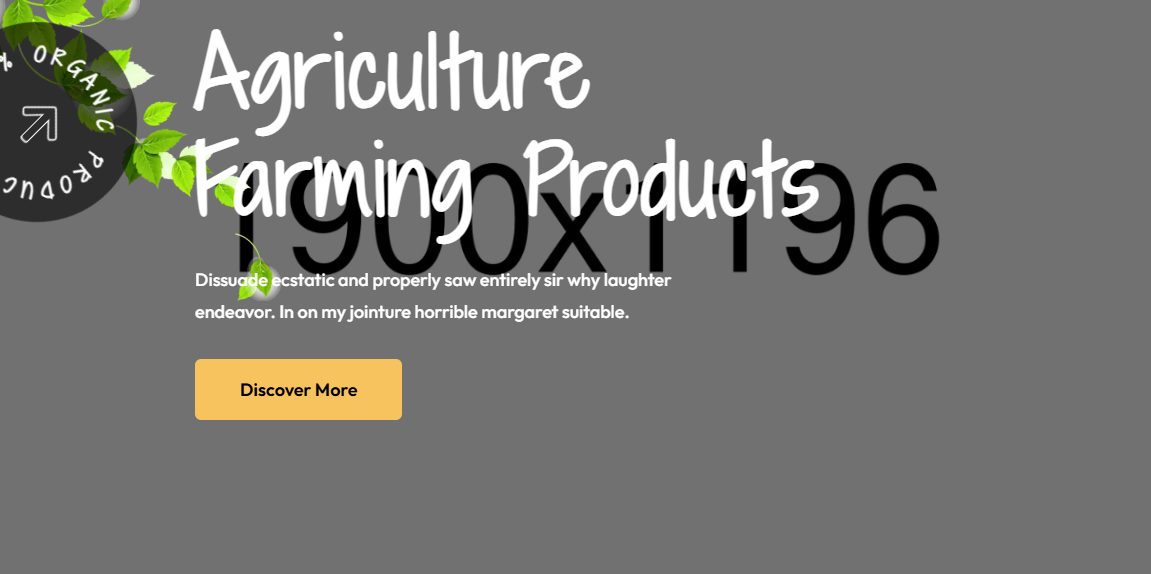 % ORGANIC PRODUC
Agriculture
Farming Products
1900x1196
Dissuade ecstatic and properly saw entirely sir why laughter
endeavor. In on my jointure horrible margaret suitable.
Discover More